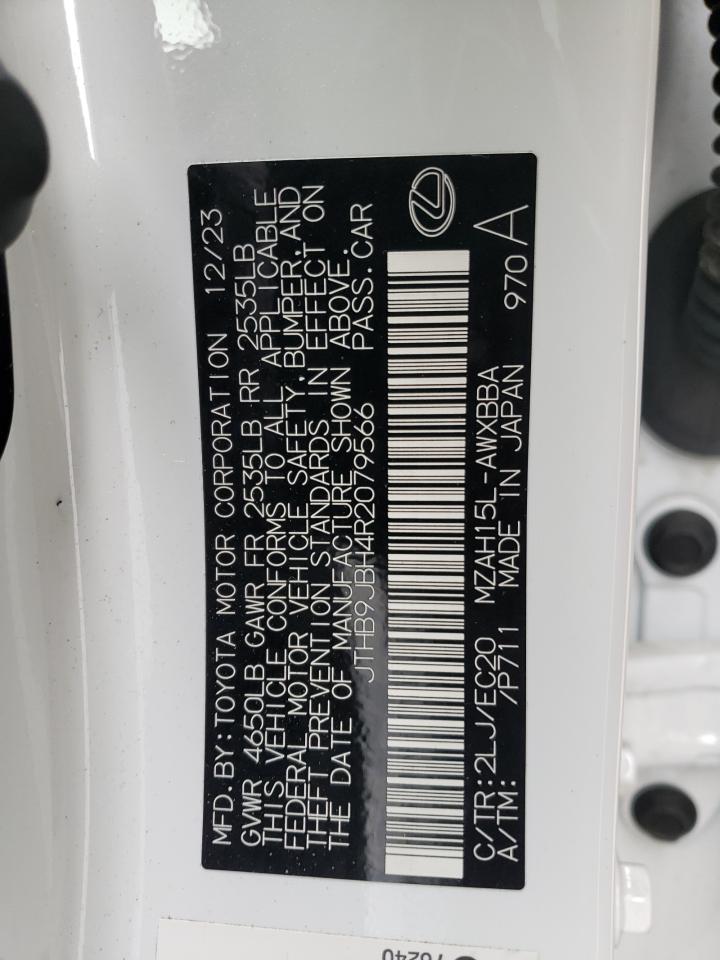 MFD. BY: TOYOTA MOTOR CORPORATION 12/23
GVWR 4650LB GAWR FR 2535LB RR 2535LB
THIS VEHICLE CONFORMS TO ALL APPLICABLE
FEDERAL MOTOR VEHICLE SAFETY, BUMPER, AND
THEFT PREVENTION STANDARDS IN EFFECT ON
THE DATE OF MANUFACTURE SHOWN ABOVE.
JTHB9JBH4R2079566 PASS. CAR
C/TR: 2LJ/EC20 MZAH15L-AWXBBA 970 A
A/TM: /P711 MADE IN JAPAN
76240